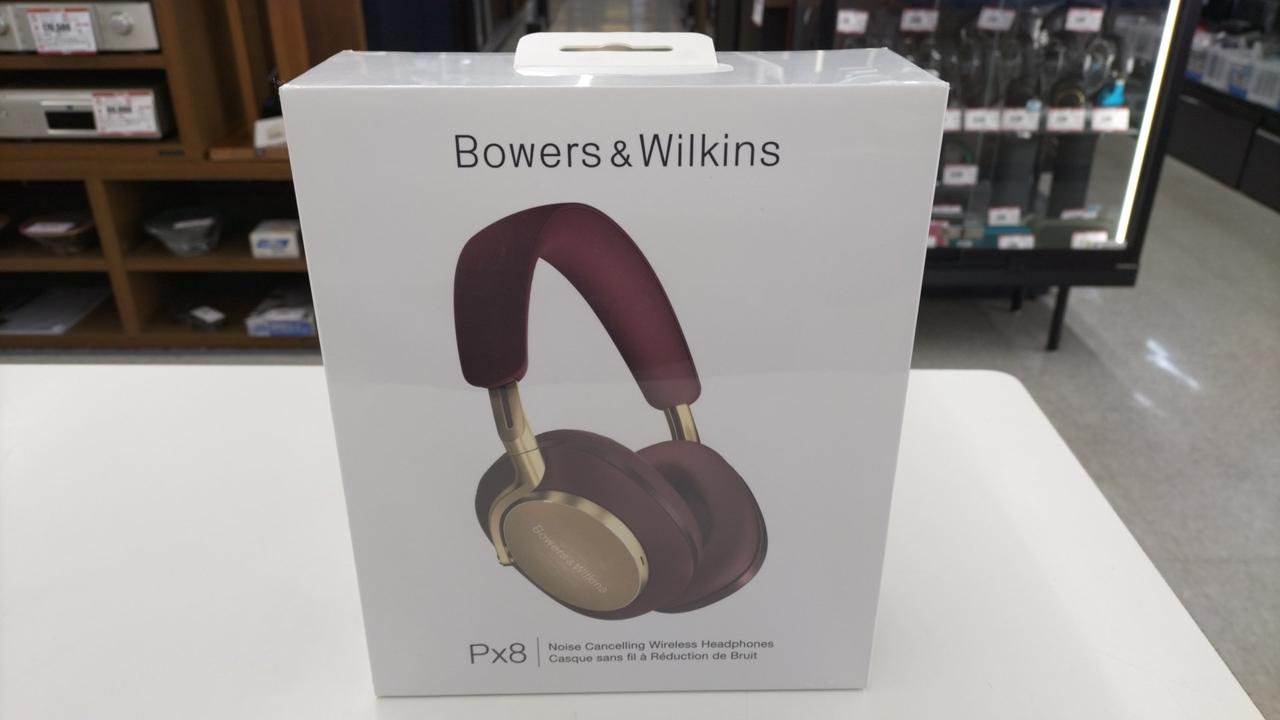 Bowers & Wilkins
Bowers & Wilkins
Px8
Noise Cancelling Wireless Headphones
Casque sans fil à Réduction de Bruit